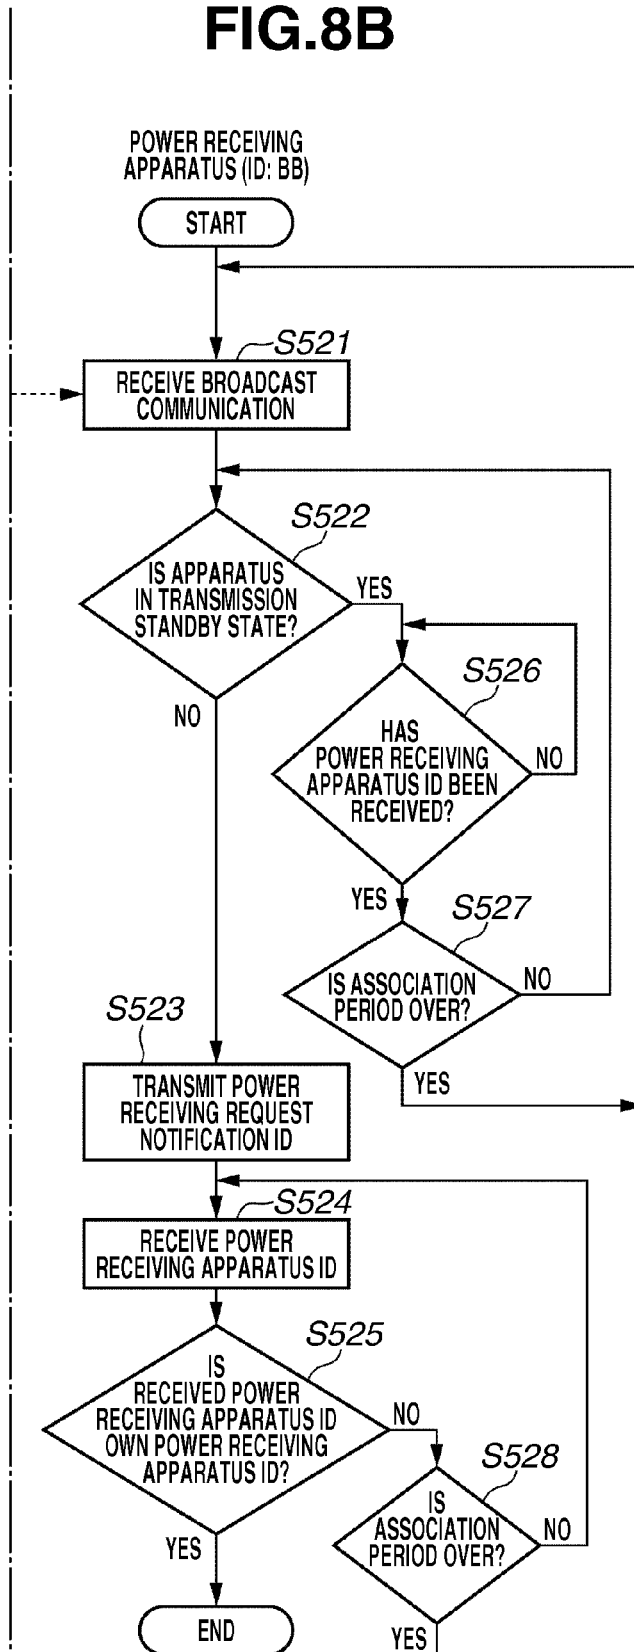 FIG.8B
POWER RECEIVING
APPARATUS (ID: BB)
START
S521
RECEIVE BROADCAST
COMMUNICATION
S522
IS APPARATUS
IN TRANSMISSION
STANDBY STATE?
YES
NO
S526
HAS
POWER RECEIVING
APPARATUS ID BEEN
RECEIVED?
NO
YES
S527
IS ASSOCIATION
PERIOD OVER?
NO
YES
S523
TRANSMIT POWER
RECEIVING REQUEST
NOTIFICATION ID
S524
RECEIVE POWER
RECEIVING APPARATUS ID
S525
IS
RECEIVED POWER
RECEIVING APPARATUS ID
OWN POWER RECEIVING
APPARATUS ID?
NO
YES
S528
IS
ASSOCIATION
PERIOD OVER?
NO
YES
END